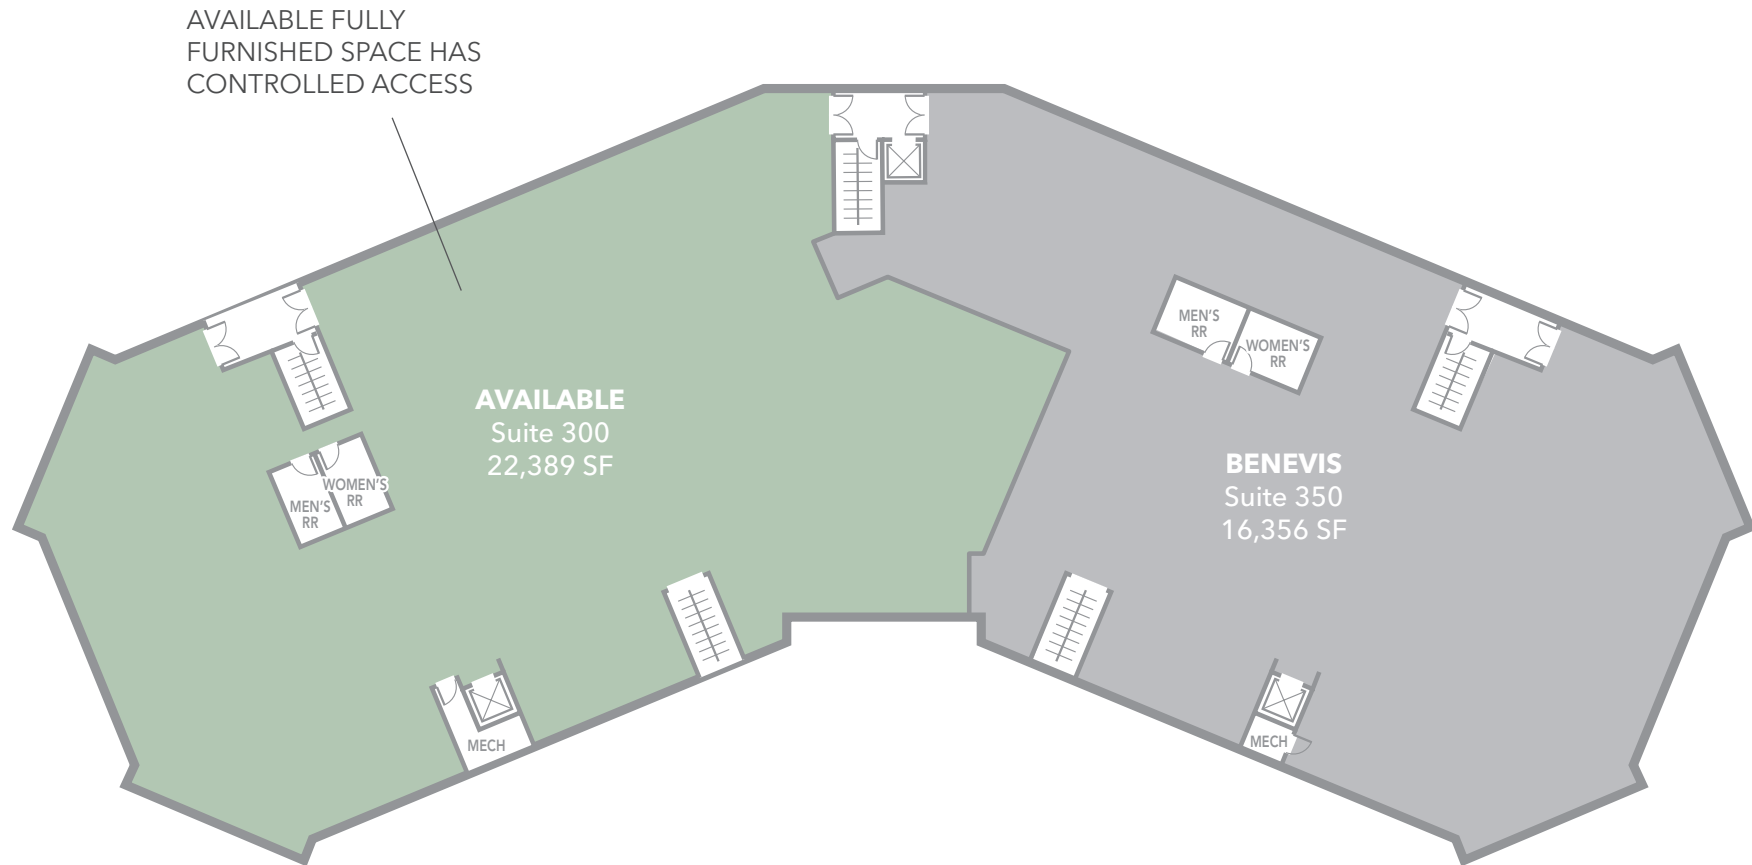 AVAILABLE FULLY
FURNISHED SPACE HAS
CONTROLLED ACCESS
MEN'S
RR
WOMEN'S
RR
AVAILABLE
Suite 300
22,389 SF
BENEVIS
Suite 350
16,356 SF
WOMEN'S
RR
MEN'S
RR
MECH
MECH